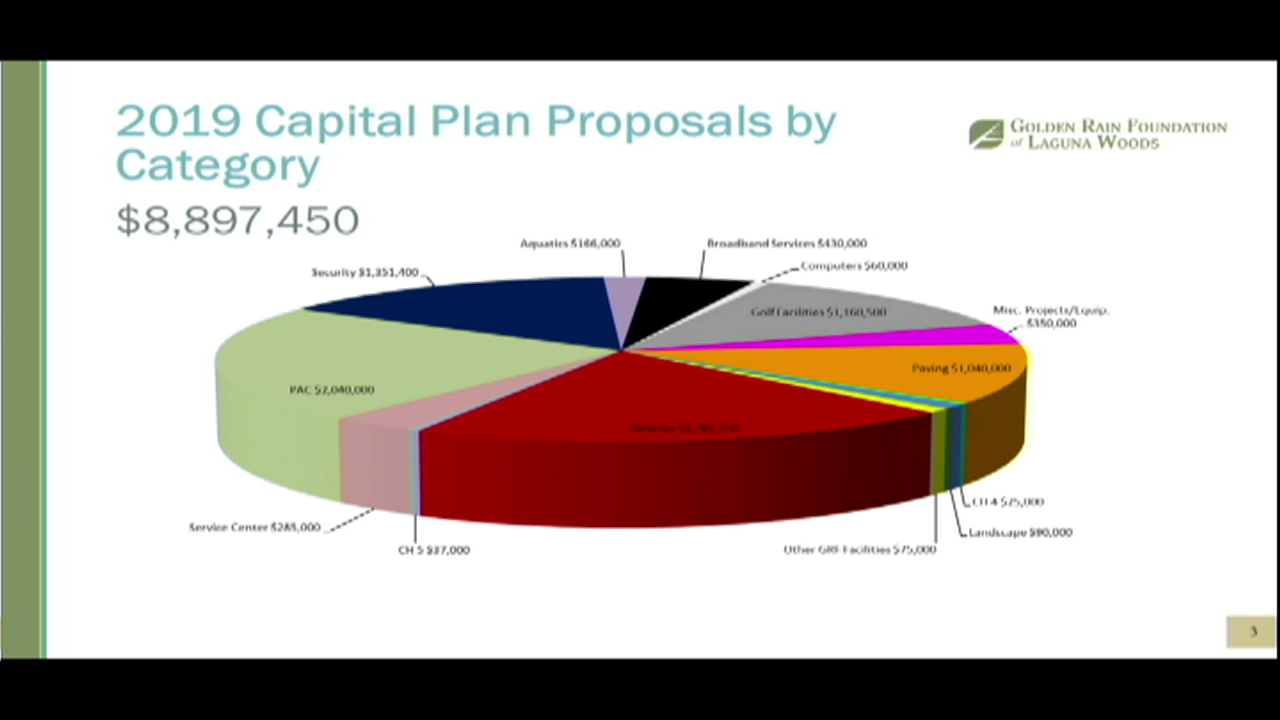 2019 Capital Plan Proposals by
Category
$8,897,450
GOLDEN RAIN FOUNDATION
of LAGUNA WOODS
Aquatics $166,000
Broadband Services $430,000
Security $1,351,400
Computers $60,000
Golf Facilities $1,160,500
Misc. Projects/Equip.
$350,000
Paving $1,040,000
PAC $2,040,000
Vehicles
CH 4 $25,000
Service Center $285,000
Landscape $90,000
CH 5 $37,000
Other GRF Facilities $75,000
3